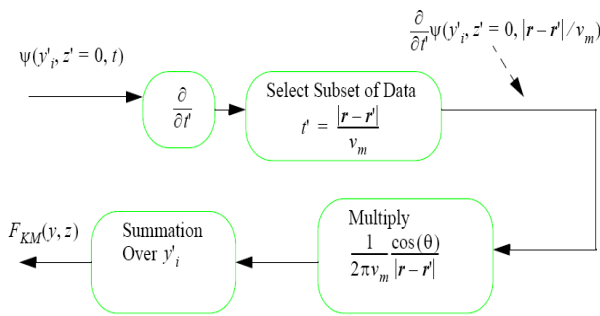 ψ(y'ᵢ, z' = 0, t)
∂/∂t'
Select Subset of Data
t' = |r – r'| / vₘ
∂/∂t' ψ(y'ᵢ, z' = 0, |r – r'|/vₘ)
Multiply
1/(2πvₘ) cos(θ)/|r – r'|
Summation
Over y'ᵢ
F_KM(y, z)